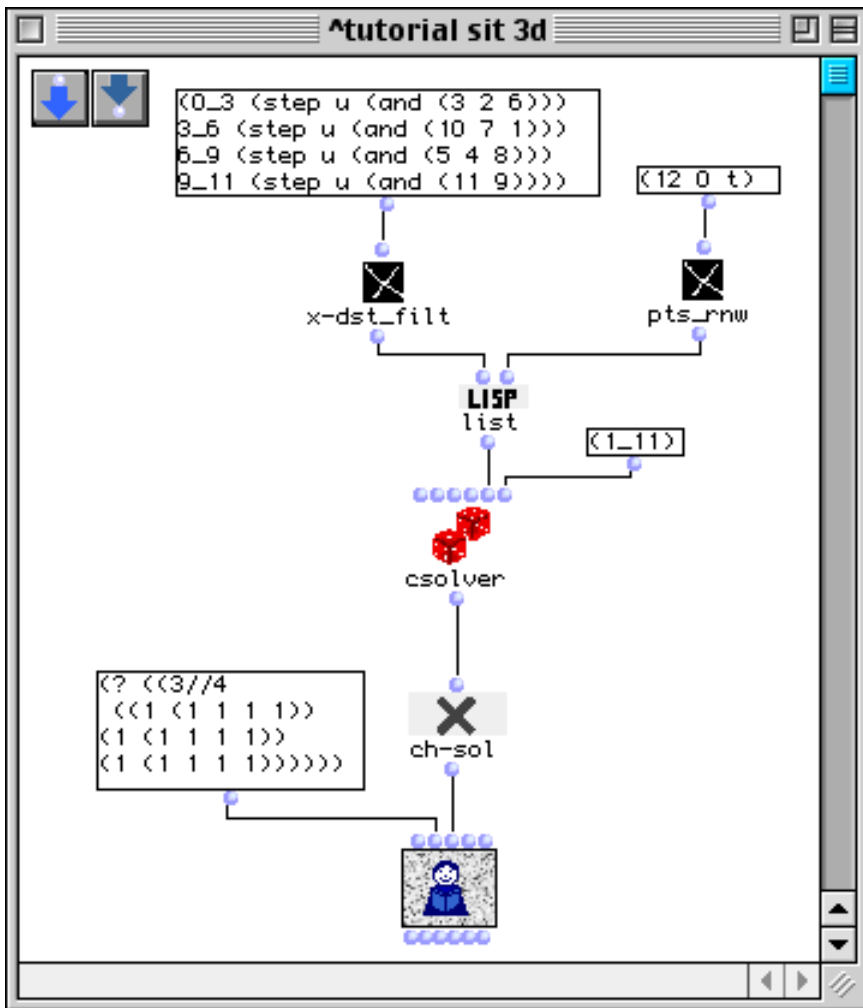 ^tutorial sit 3d
(0_3 (step u (and (3 2 6)))
3_6 (step u (and (10 7 1)))
6_9 (step u (and (5 4 8)))
9_11 (step u (and (11 9))))
(12 0 t)
x-dst_filt
pts_rnw
LISP
list
(1_11)
csolver
(? ((3//4
((1 (1 1 1 1))
(1 (1 1 1 1))
(1 (1 1 1 1))))))
ch-sol